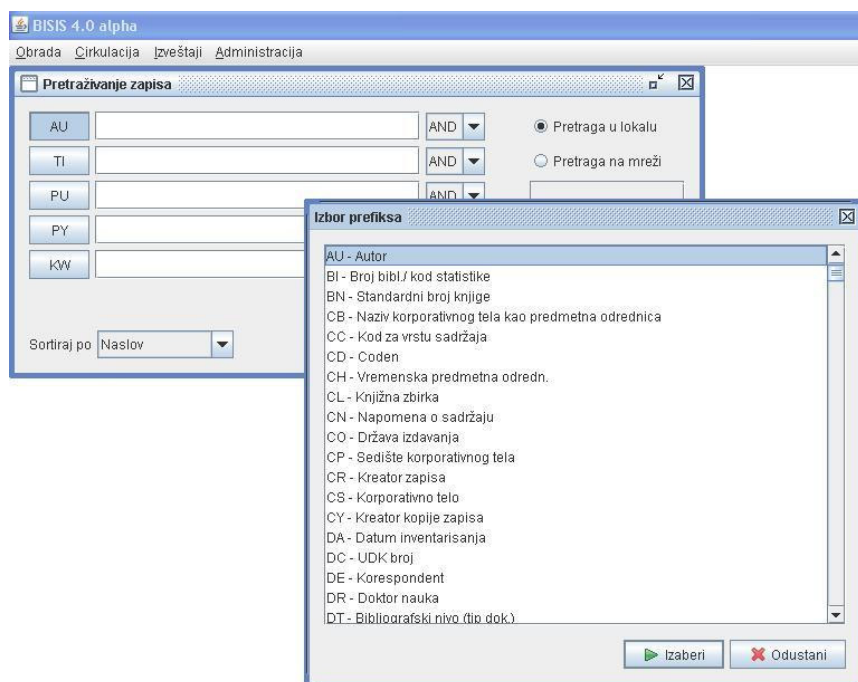 BISIS 4.0 alpha
Obrada Cirkulacija Izveštaji Administracija
Pretraživanje zapisa
AU AND Pretraga u lokalu
TI AND Pretraga na mreži
PU AND
PY
KW
Sortiraj po Naslov
Izbor prefiksa
AU - Autor
BI - Broj bibl./ kod statistike
BN - Standardni broj knjige
CB - Naziv korporativnog tela kao predmetna odrednica
CC - Kod za vrstu sadržaja
CD - Coden
CH - Vremenska predmetna odredn.
CL - Knjižna zbirka
CN - Napomena o sadržaju
CO - Država izdavanja
CP - Sedište korporativnog tela
CR - Kreator zapisa
CS - Korporativno telo
CY - Kreator kopije zapisa
DA - Datum inventarisanja
DC - UDK broj
DE - Korespondent
DR - Doktor nauka
DT - Bibliografski nivo (tip dok.)
Izaberi Odustani